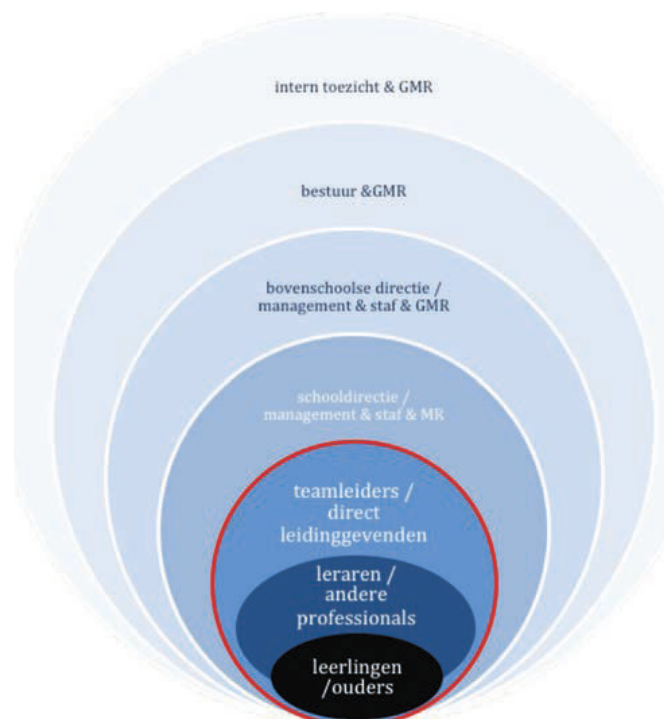 intern toezicht & GMR
bestuur &GMR
bovenschoolse directie /
management & staf & GMR
schooldirectie /
management & staf & MR
teamleiders /
direct
leidinggevenden
leraren /
andere
professionals
leerlingen
/ouders